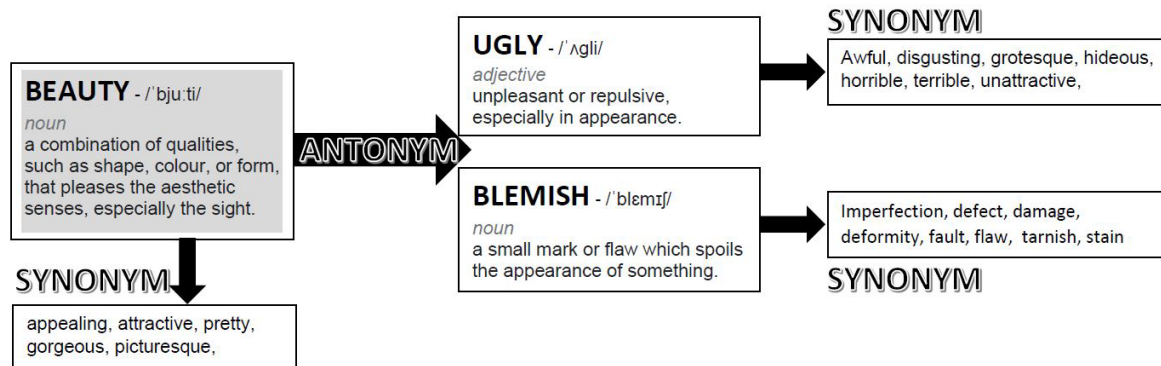 BEAUTY - /ˈbjuːti/
noun
a combination of qualities,
such as shape, colour, or form,
that pleases the aesthetic
senses, especially the sight.
SYNONYM
appealing, attractive, pretty,
gorgeous, picturesque,
ANTONYM
UGLY - /ˈʌɡli/
adjective
unpleasant or repulsive,
especially in appearance.
SYNONYM
Awful, disgusting, grotesque, hideous,
horrible, terrible, unattractive,
BLEMISH - /ˈblɛmɪʃ/
noun
a small mark or flaw which spoils
the appearance of something.
Imperfection, defect, damage,
deformity, fault, flaw, tarnish, stain
SYNONYM